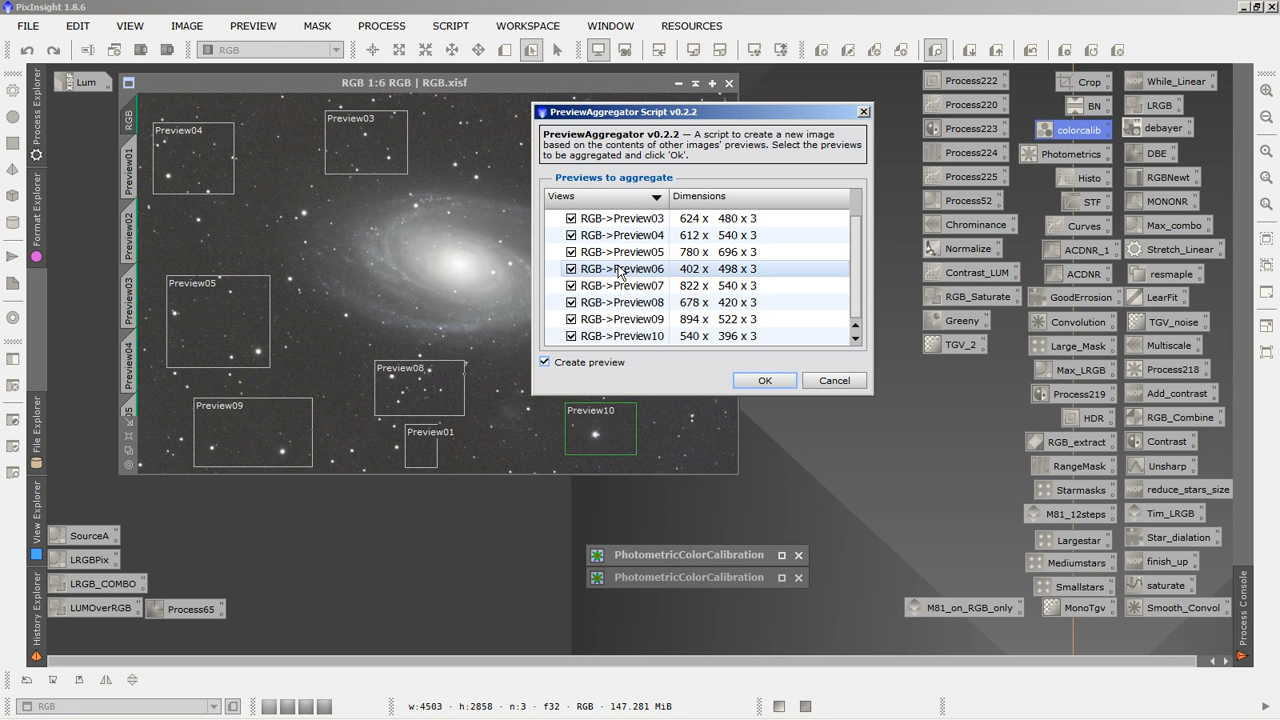 PixInsight 1.8.6
FILE EDIT VIEW IMAGE PREVIEW MASK PROCESS SCRIPT WORKSPACE WINDOW RESOURCES
RGB
Process Explorer
Format Explorer
File Explorer
View Explorer
History Explorer
Process Console
XISF
Lum
RGB 1:6 RGB | RGB.xisf
RGB
Preview01
Preview02
Preview03
Preview04
Preview04
Preview03
Preview05
Preview08
Preview09
Preview01
Preview10
PreviewAggregator Script v0.2.2
PreviewAggregator v0.2.2 — A script to create a new image
based on the contents of other images' previews. Select the previews
to be aggregated and click 'Ok'.
Previews to aggregate
Views Dimensions
RGB->Preview03 624 x 480 x 3
RGB->Preview04 612 x 540 x 3
RGB->Preview05 780 x 696 x 3
RGB->Preview06 402 x 498 x 3
RGB->Preview07 822 x 540 x 3
RGB->Preview08 678 x 420 x 3
RGB->Preview09 894 x 522 x 3
RGB->Preview10 540 x 396 x 3
Create preview
OK Cancel
PhotometricColorCalibration
PhotometricColorCalibration
SourceA
LRGBPix
LRGB_COMBO
LUMOverRGB
Process65
Process222
Process220
Process223
Process224
Process225
Chrominance
Normalize
Contrast_LUM
RGB_Saturate
Greeny
TGV_2
Crop
BN
colorcalib
Photometrics
Histo
STF
Curves
ACDNR_1
ACDNR
GoodErrosion
Convolution
Large_Mask
Max_LRGB
Process219
HDR
RGB_extract
RangeMask
Starmasks
M81_12steps
Largestar
Mediumstars
Smallstars
M81_on_RGB_only
MonoTgv
NOP While_Linear
LRGB
debayer
DBE
RGBNewt
NOP MONONR
NOP Max_combo
Stretch_Linear
NOP resmaple
LearFit
TGV_noise
Multiscale
Process218
Add_contrast
RGB_Combine
Contrast
Unsharp
NOP reduce_stars_size
Tim_LRGB
Star_dialation
NOP finish_up
saturate
Smooth_Convol
RGB
w:4503 · h:2858 · n:3 · f32 · RGB · 147.281 MiB